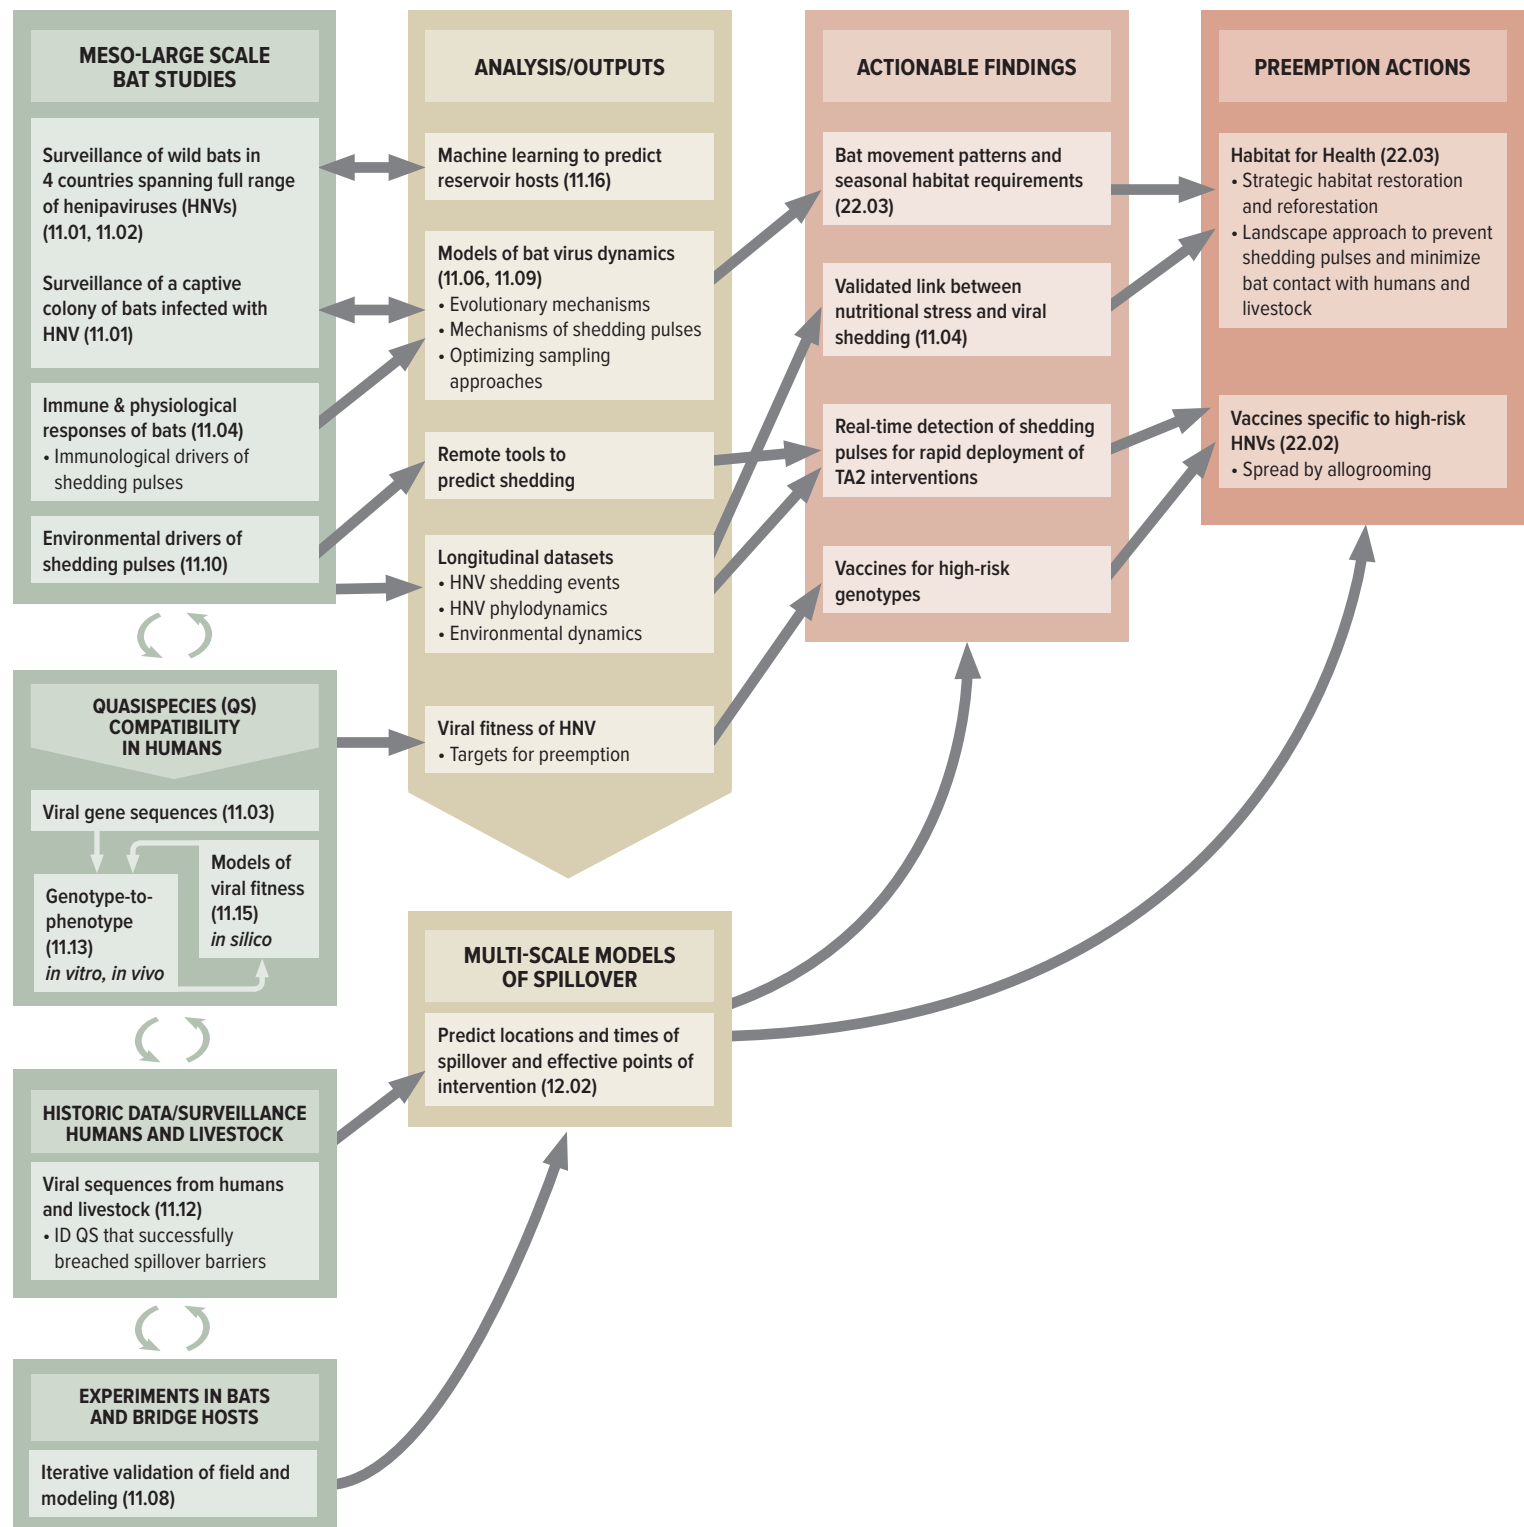 MESO-LARGE SCALE
BAT STUDIES
Surveillance of wild bats in
4 countries spanning full range
of henipaviruses (HNVs)
(11.01, 11.02)
Surveillance of a captive
colony of bats infected with
HNV (11.01)
Immune & physiological
responses of bats (11.04)
• Immunological drivers of
shedding pulses
Environmental drivers of
shedding pulses (11.10)
QUASISPECIES (QS)
COMPATIBILITY
IN HUMANS
Viral gene sequences (11.03)
Genotype-to-
phenotype
(11.13)
in vitro, in vivo
Models of
viral fitness
(11.15)
in silico
HISTORIC DATA/SURVEILLANCE
HUMANS AND LIVESTOCK
Viral sequences from humans
and livestock (11.12)
• ID QS that successfully
breached spillover barriers
EXPERIMENTS IN BATS
AND BRIDGE HOSTS
Iterative validation of field and
modeling (11.08)
ANALYSIS/OUTPUTS
Machine learning to predict
reservoir hosts (11.16)
Models of bat virus dynamics
(11.06, 11.09)
• Evolutionary mechanisms
• Mechanisms of shedding pulses
• Optimizing sampling
approaches
Remote tools to
predict shedding
Longitudinal datasets
• HNV shedding events
• HNV phylodynamics
• Environmental dynamics
Viral fitness of HNV
• Targets for preemption
MULTI-SCALE MODELS
OF SPILLOVER
Predict locations and times of
spillover and effective points of
intervention (12.02)
ACTIONABLE FINDINGS
Bat movement patterns and
seasonal habitat requirements
(22.03)
Validated link between
nutritional stress and viral
shedding (11.04)
Real-time detection of shedding
pulses for rapid deployment of
TA2 interventions
Vaccines for high-risk
genotypes
PREEMPTION ACTIONS
Habitat for Health (22.03)
• Strategic habitat restoration
and reforestation
• Landscape approach to prevent
shedding pulses and minimize
bat contact with humans and
livestock
Vaccines specific to high-risk
HNVs (22.02)
• Spread by allogrooming